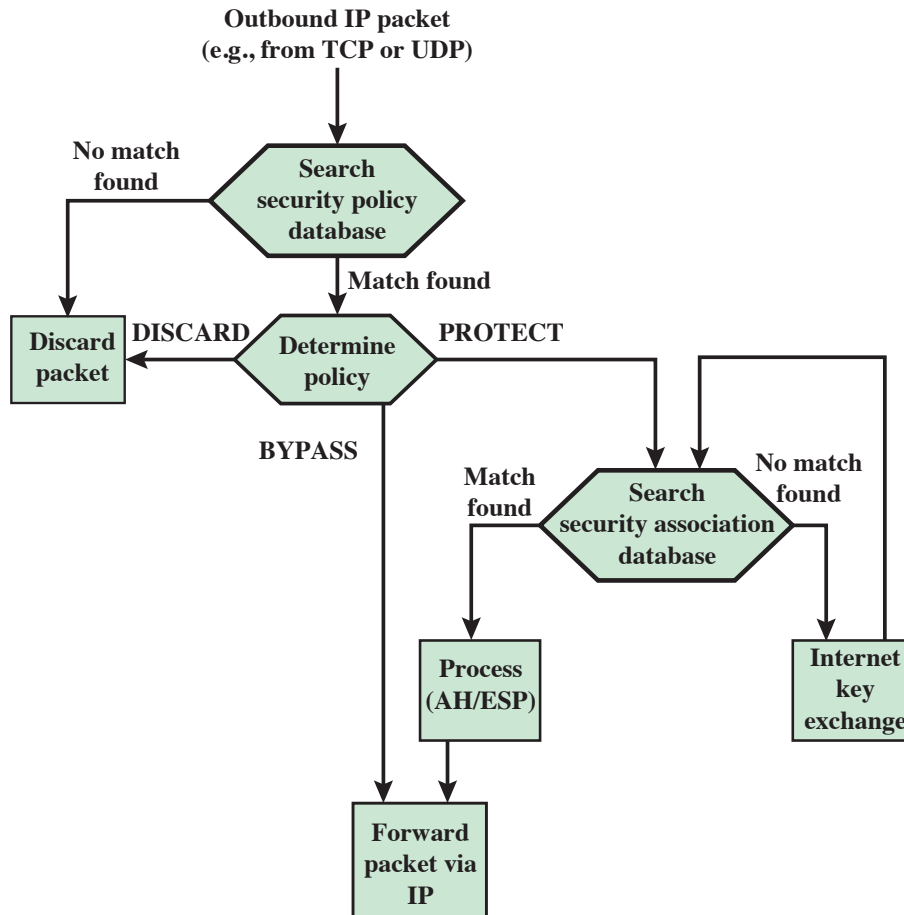 Outbound IP packet
(e.g., from TCP or UDP)
No match
found
Search
security policy
database
Match found
Discard
packet
DISCARD
Determine
policy
PROTECT
BYPASS
Match
found
Search
security association
database
No match
found
Process
(AH/ESP)
Internet
key
exchange
Forward
packet via
IP